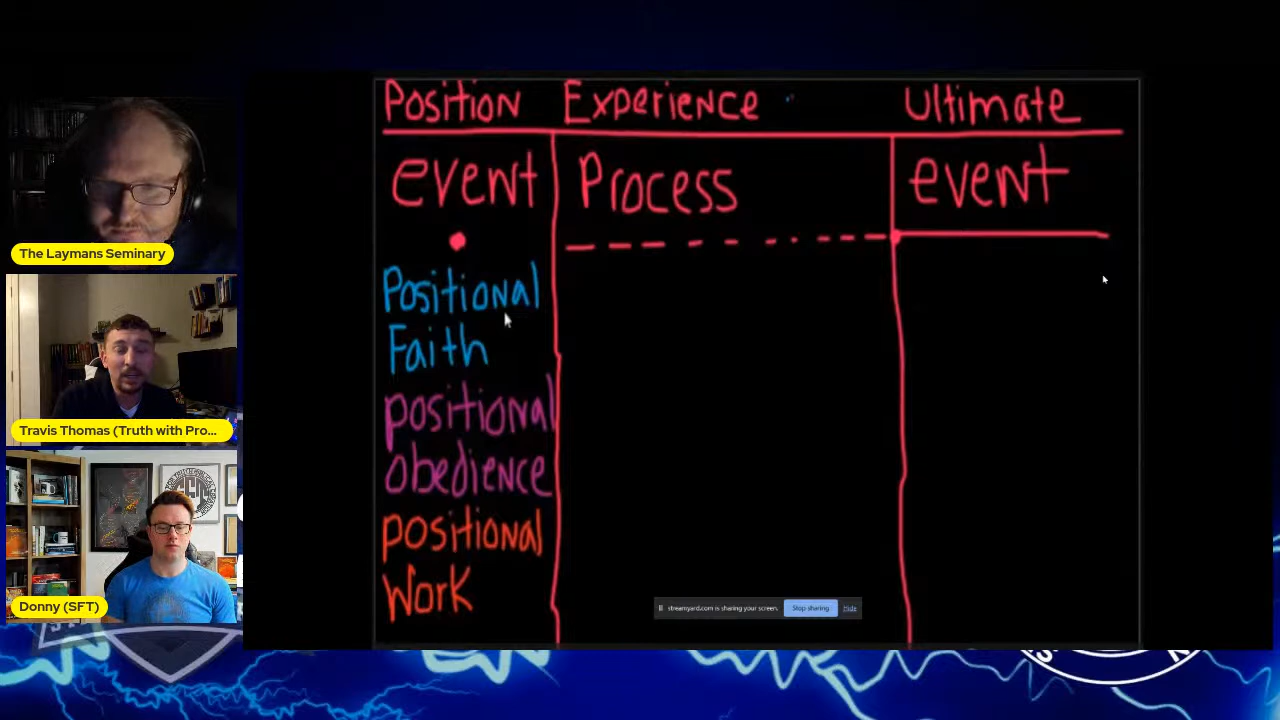 Position Experience Ultimate
event Process event
Positional
Faith
positional
obedience
positional
Work
The Laymans Seminary
Travis Thomas (Truth with Pro...
Donny (SFT)
streamyard.com is sharing your screen. Stop sharing Hide